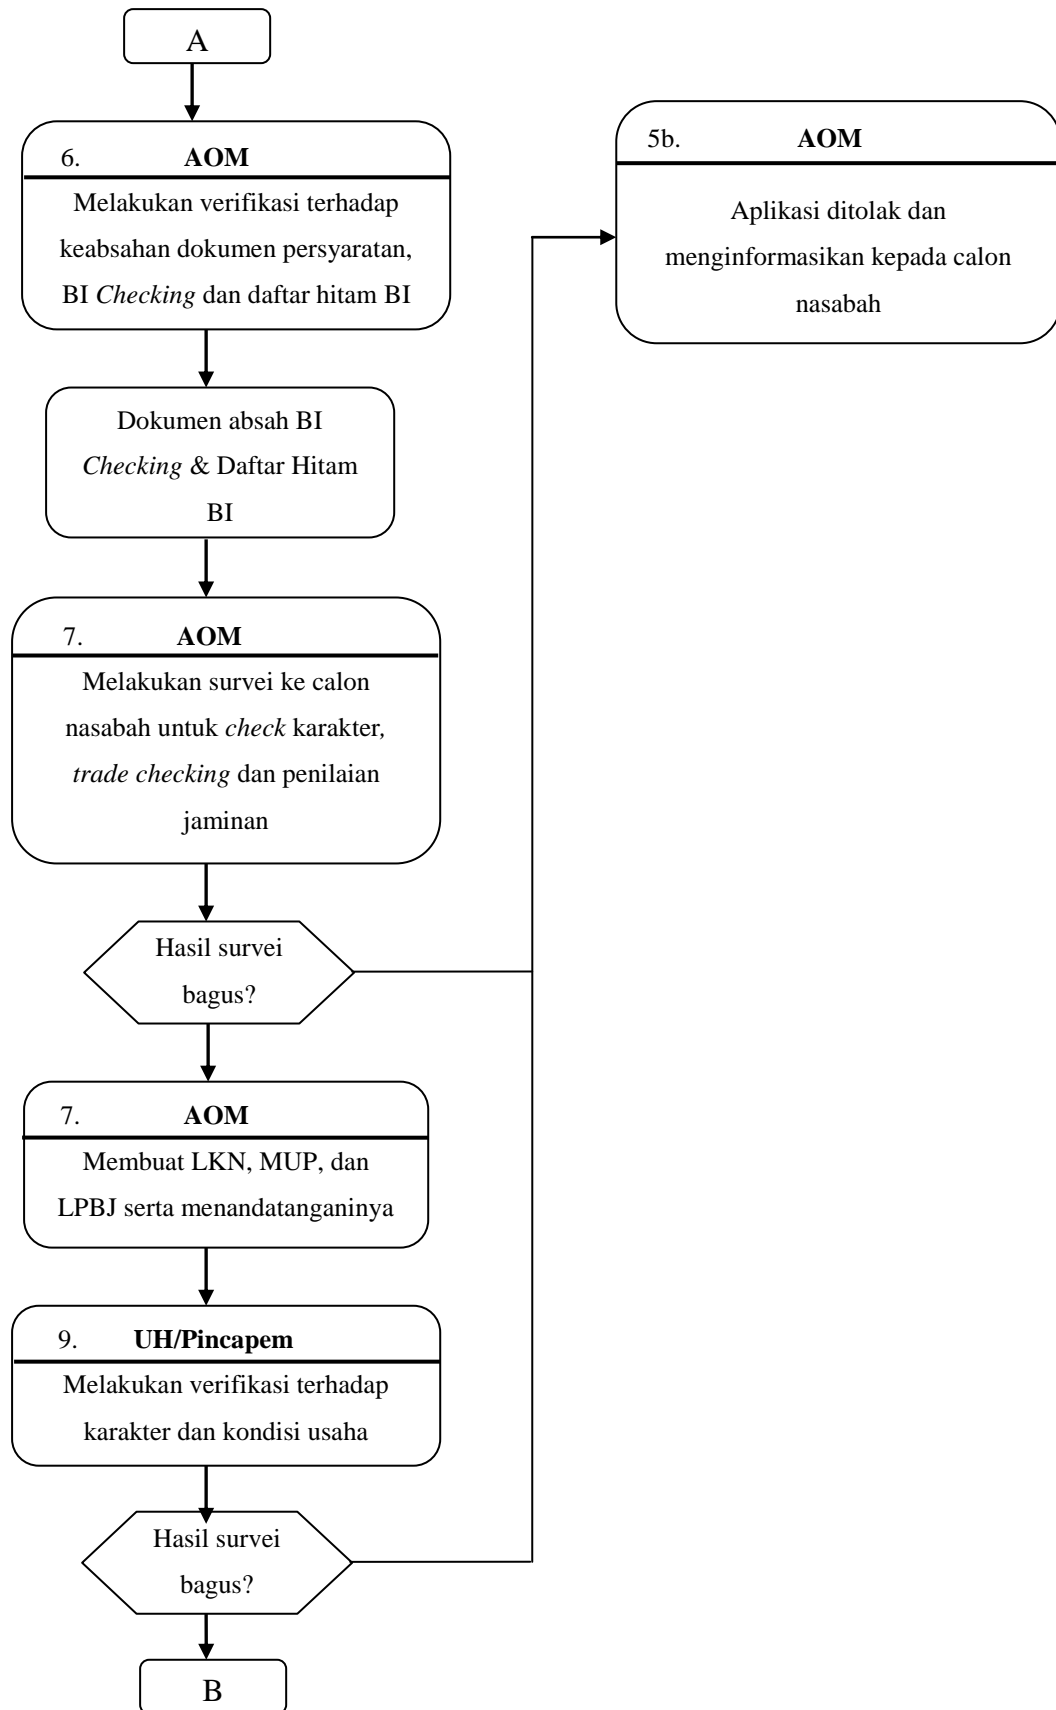 A
6. AOM
Melakukan verifikasi terhadap
keabsahan dokumen persyaratan,
BI Checking dan daftar hitam BI
5b. AOM
Aplikasi ditolak dan
menginformasikan kepada calon
nasabah
Dokumen absah BI
Checking & Daftar Hitam
BI
7. AOM
Melakukan survei ke calon
nasabah untuk check karakter,
trade checking dan penilaian
jaminan
Hasil survei
bagus?
7. AOM
Membuat LKN, MUP, dan
LPBJ serta menandatanganinya
9. UH/Pincapem
Melakukan verifikasi terhadap
karakter dan kondisi usaha
Hasil survei
bagus?
B